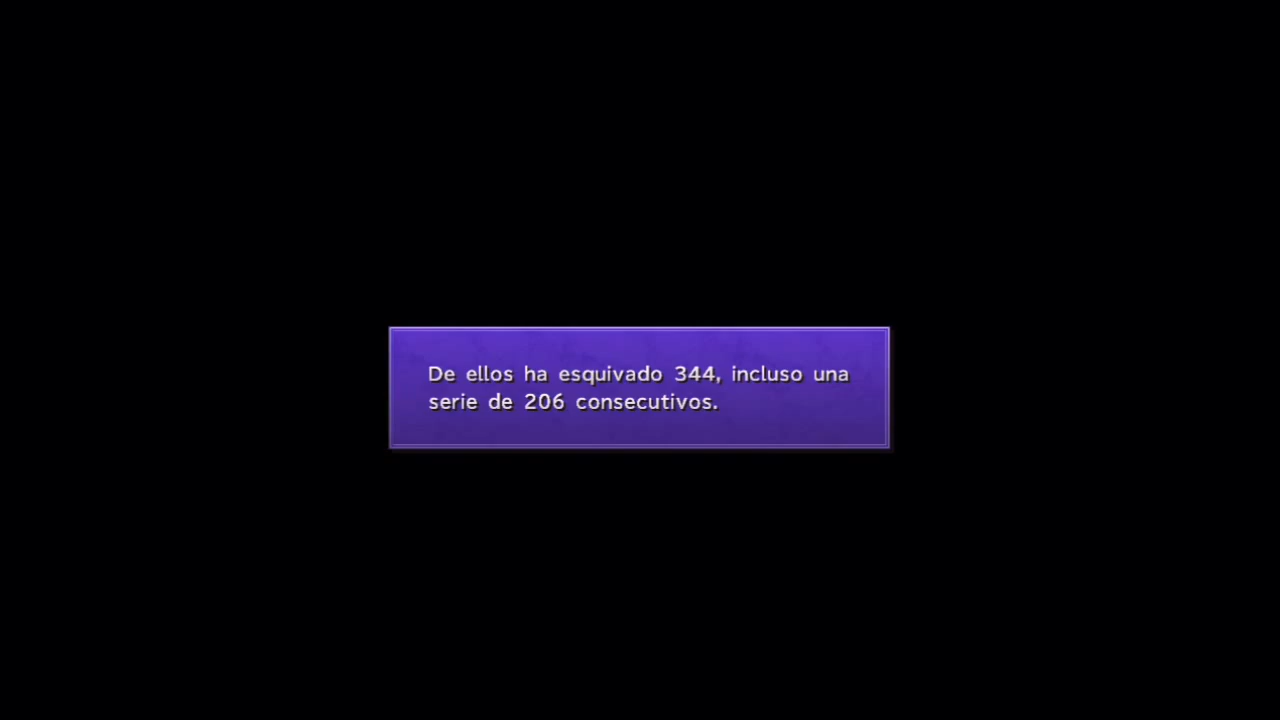 De ellos ha esquivado 344, incluso una
serie de 206 consecutivos.